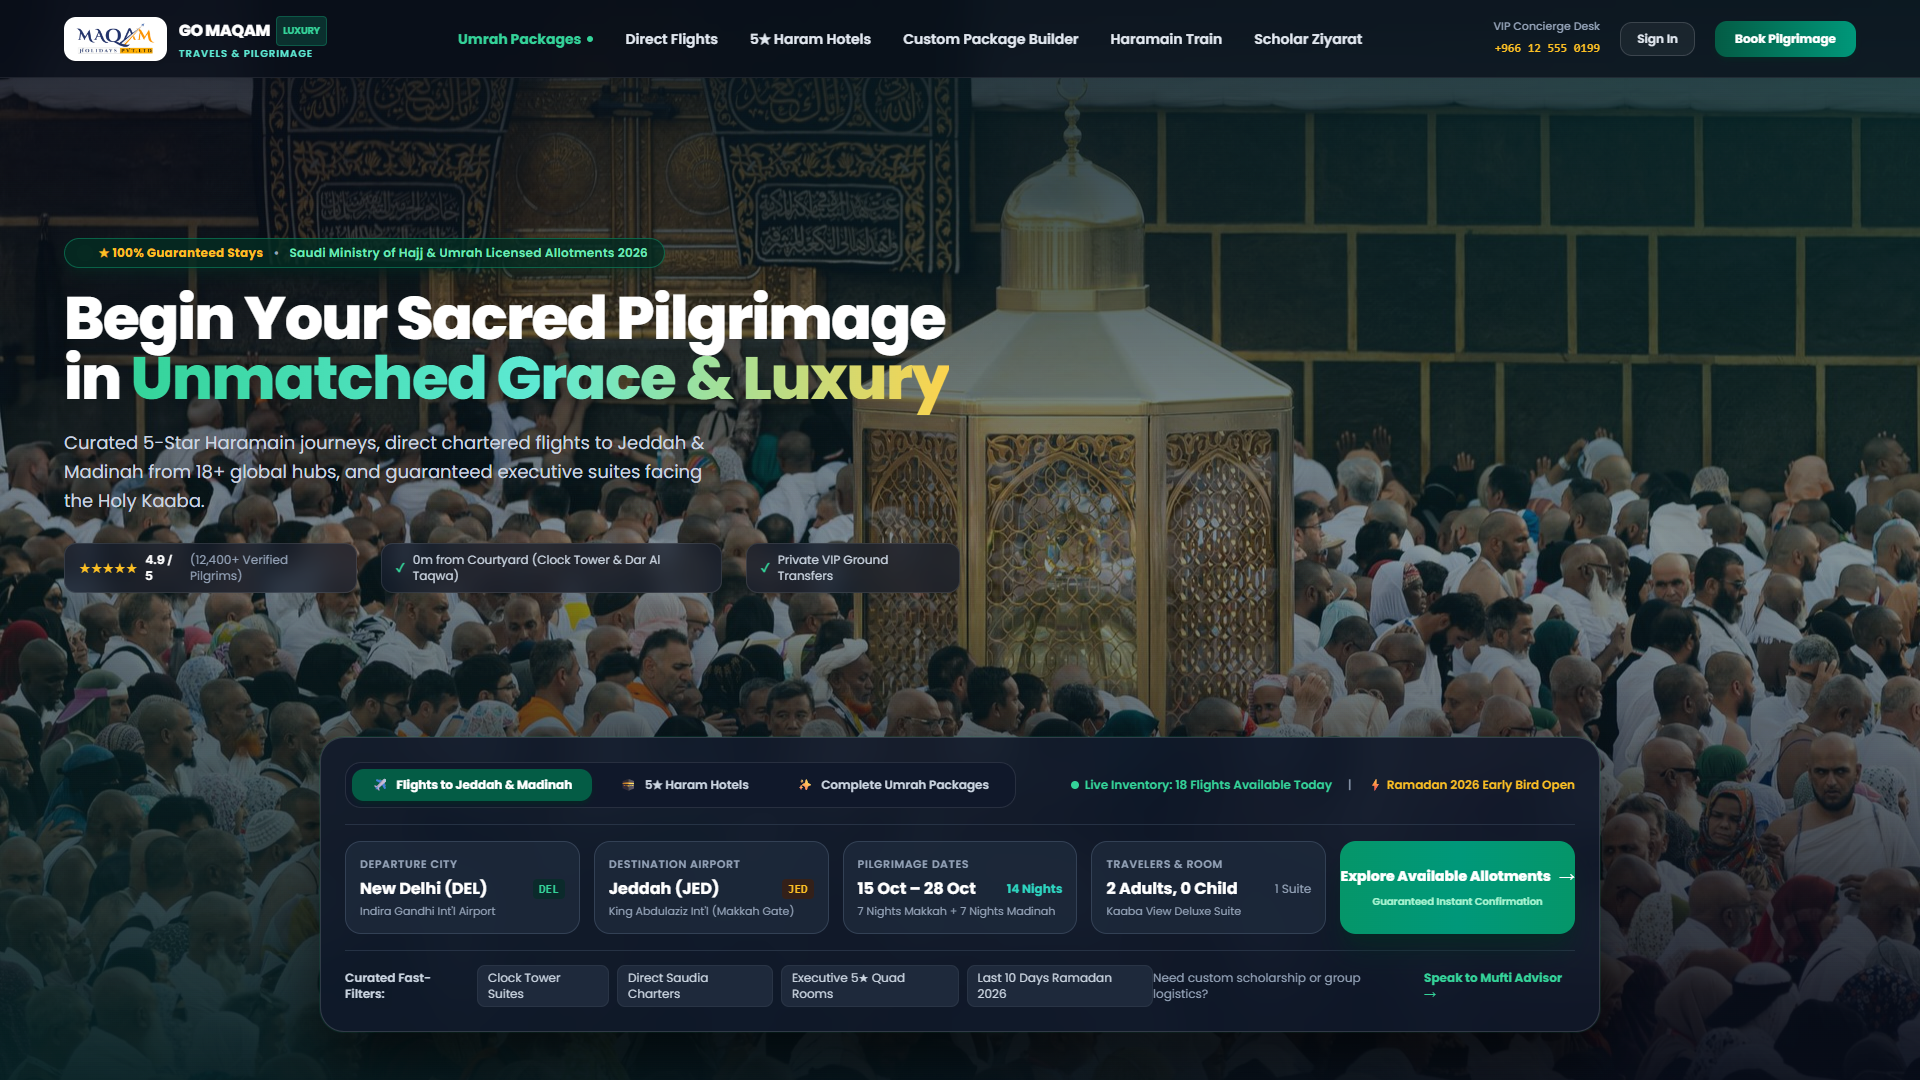 MAQAM
HOLIDAYS PVT.LTD
GO MAQAM LUXURY
TRAVELS & PILGRIMAGE
Umrah Packages
Direct Flights
5★ Haram Hotels
Custom Package Builder
Haramain Train
Scholar Ziyarat
VIP Concierge Desk
+966 12 555 0199
Sign In
Book Pilgrimage
★ 100% Guaranteed Stays • Saudi Ministry of Hajj & Umrah Licensed Allotments 2026
Begin Your Sacred Pilgrimage
in Unmatched Grace & Luxury
Curated 5-Star Haramain journeys, direct chartered flights to Jeddah &
Madinah from 18+ global hubs, and guaranteed executive suites facing
the Holy Kaaba.
★★★★★ 4.9 /
5
(12,400+ Verified
Pilgrims)
✓ 0m from Courtyard (Clock Tower & Dar Al
Taqwa)
✓ Private VIP Ground
Transfers
Flights to Jeddah & Madinah
5★ Haram Hotels
Complete Umrah Packages
Live Inventory: 18 Flights Available Today | Ramadan 2026 Early Bird Open
DEPARTURE CITY
New Delhi (DEL) DEL
Indira Gandhi Int'l Airport
DESTINATION AIRPORT
Jeddah (JED) JED
King Abdulaziz Int'l (Makkah Gate)
PILGRIMAGE DATES
15 Oct – 28 Oct 14 Nights
7 Nights Makkah + 7 Nights Madinah
TRAVELERS & ROOM
2 Adults, 0 Child 1 Suite
Kaaba View Deluxe Suite
Explore Available Allotments →
Guaranteed Instant Confirmation
Curated Fast-
Filters:
Clock Tower
Suites
Direct Saudia
Charters
Executive 5★ Quad
Rooms
Last 10 Days Ramadan
2026
Need custom scholarship or group
logistics?
Speak to Mufti Advisor
→